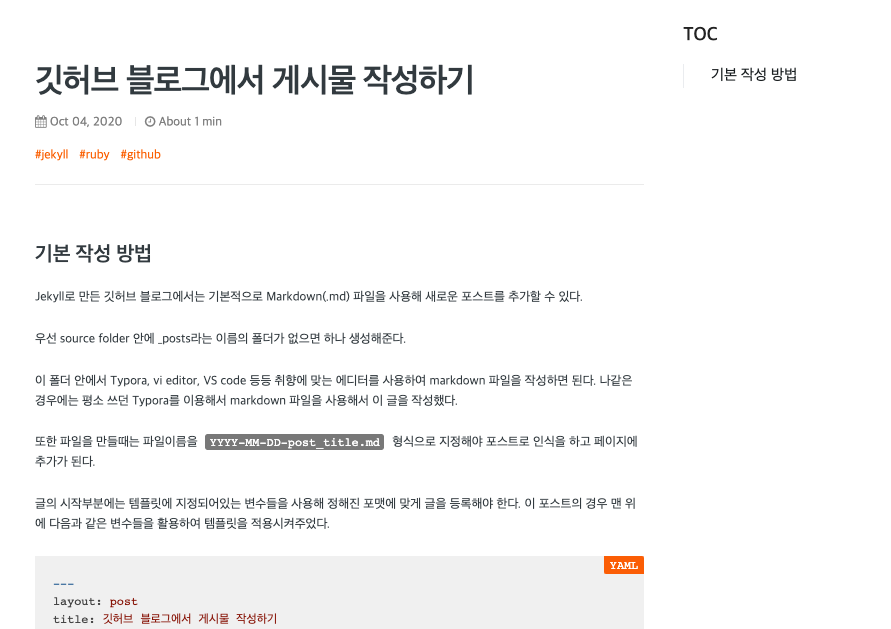 TOC
깃허브 블로그에서 게시물 작성하기
기본 작성 방법
Oct 04, 2020 About 1 min
#jekyll #ruby #github
기본 작성 방법
Jekyll로 만든 깃허브 블로그에서는 기본적으로 Markdown(.md) 파일을 사용해 새로운 포스트를 추가할 수 있다.
우선 source folder 안에 _posts라는 이름의 폴더가 없으면 하나 생성해준다.
이 폴더 안에서 Typora, vi editor, VS code 등등 취향에 맞는 에디터를 사용하여 markdown 파일을 작성하면 된다. 나같은
경우에는 평소 쓰던 Typora를 이용해서 markdown 파일을 사용해서 이 글을 작성했다.
또한 파일을 만들때는 파일이름을 YYYY-MM-DD-post_title.md 형식으로 지정해야 포스트로 인식을 하고 페이지에
추가가 된다.
글의 시작부분에는 템플릿에 지정되어있는 변수들을 사용해 정해진 포맷에 맞게 글을 등록해야 한다. 이 포스트의 경우 맨 위
에 다음과 같은 변수들을 활용하여 템플릿을 적용시켜주었다.
YAML
---
layout: post
title: 깃허브 블로그에서 게시물 작성하기